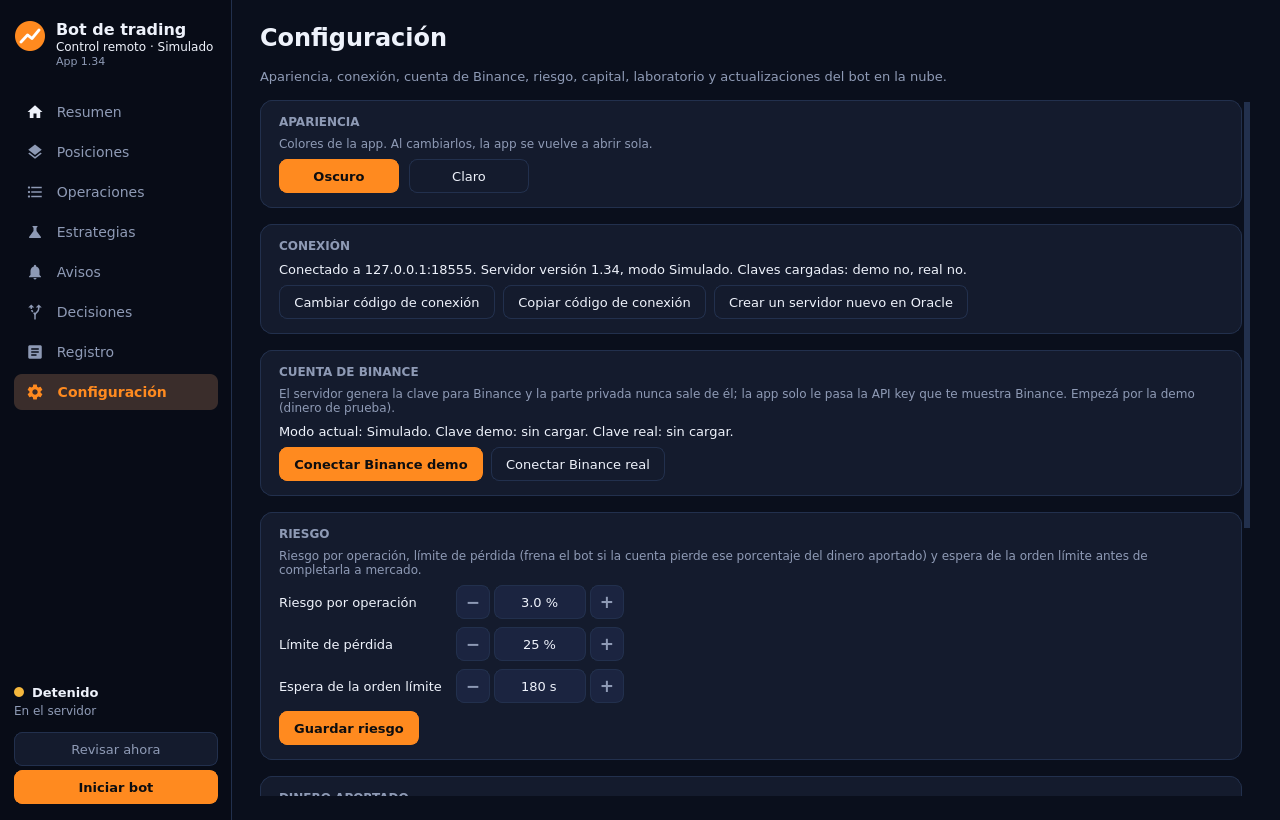 Bot de trading
Control remoto · Simulado
App 1.34
Resumen
Posiciones
Operaciones
Estrategias
Avisos
Decisiones
Registro
Configuración
Detenido
En el servidor
Revisar ahora
Iniciar bot
Configuración
Apariencia, conexión, cuenta de Binance, riesgo, capital, laboratorio y actualizaciones del bot en la nube.
APARIENCIA
Colores de la app. Al cambiarlos, la app se vuelve a abrir sola.
Oscuro
Claro
CONEXIÓN
Conectado a 127.0.0.1:18555. Servidor versión 1.34, modo Simulado. Claves cargadas: demo no, real no.
Cambiar código de conexión
Copiar código de conexión
Crear un servidor nuevo en Oracle
CUENTA DE BINANCE
El servidor genera la clave para Binance y la parte privada nunca sale de él; la app solo le pasa la API key que te muestra Binance. Empezá por la demo
(dinero de prueba).
Modo actual: Simulado. Clave demo: sin cargar. Clave real: sin cargar.
Conectar Binance demo
Conectar Binance real
RIESGO
Riesgo por operación, límite de pérdida (frena el bot si la cuenta pierde ese porcentaje del dinero aportado) y espera de la orden límite antes de
completarla a mercado.
Riesgo por operación
−
3.0 %
+
Límite de pérdida
−
25 %
+
Espera de la orden límite
−
180 s
+
Guardar riesgo
DINERO APORTADO